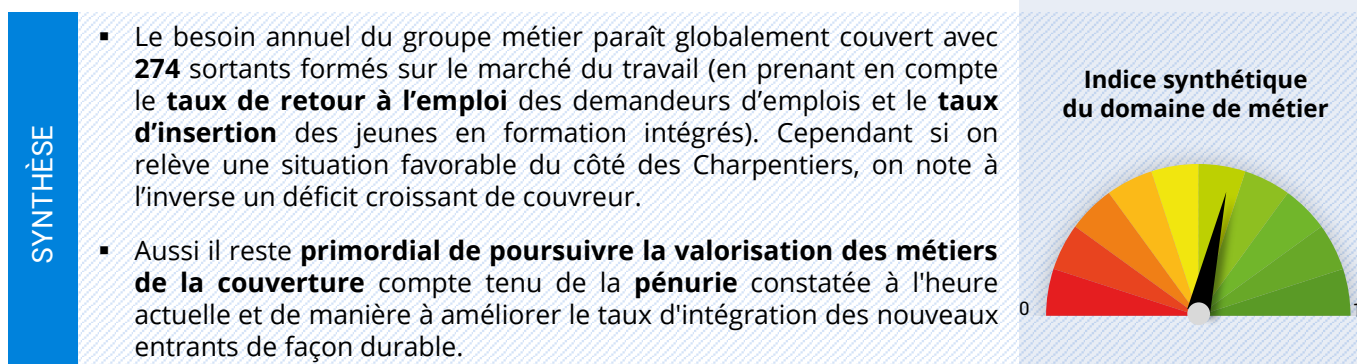 SYNTHÈSE
▪ Le besoin annuel du groupe métier paraît globalement couvert avec
274 sortants formés sur le marché du travail (en prenant en compte
le taux de retour à l’emploi des demandeurs d’emplois et le taux
d’insertion des jeunes en formation intégrés). Cependant si on
relève une situation favorable du côté des Charpentiers, on note à
l’inverse un déficit croissant de couvreur.
▪ Aussi il reste primordial de poursuivre la valorisation des métiers
de la couverture compte tenu de la pénurie constatée à l'heure
actuelle et de manière à améliorer le taux d'intégration des nouveaux
entrants de façon durable.
Indice synthétique
du domaine de métier
0